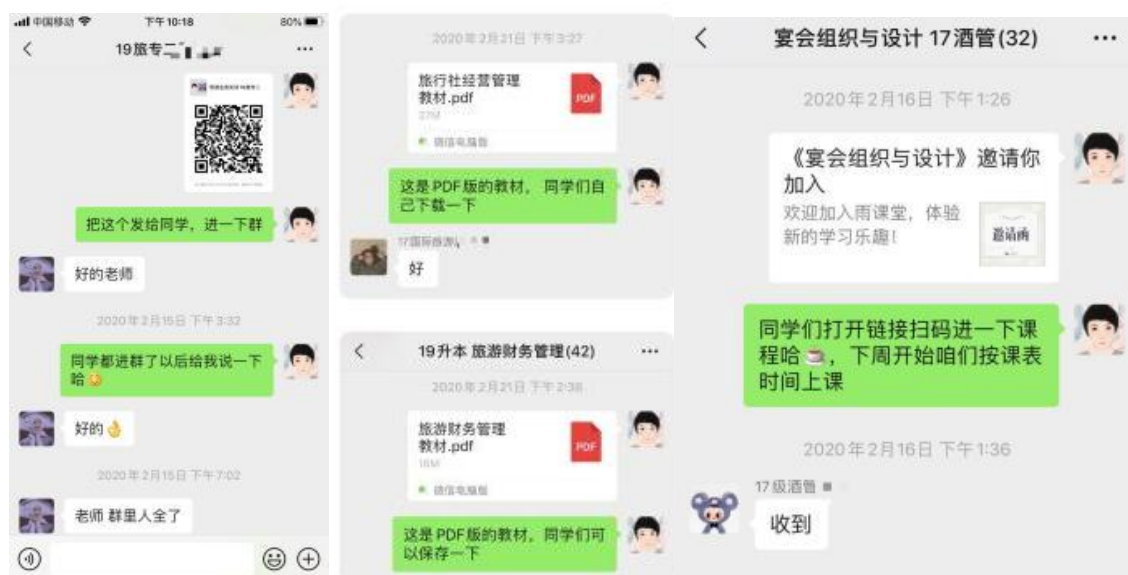 中国移动
下午10:18
80%
19旅专二
把这个发给同学，进一下群
好的老师
2020年2月15日 下午3:32
同学都进群了以后给我说一下
哈
好的
2020年2月15日 下午7:02
老师 群里人全了
2020年2月21日 下午3:27
旅行社经营管理
教材.pdf
PDF
微信电脑版
这是PDF版的教材， 同学们自
己下载一下
好
19升本 旅游财务管理(42)
2020年2月21日 下午2:38
旅游财务管理
教材.pdf
PDF
微信电脑版
这是PDF版的教材，同学们可
以保存一下
宴会组织与设计 17酒管(32)
2020年2月16日 下午1:26
《宴会组织与设计》邀请你
加入
欢迎加入雨课堂，体验
新的学习乐趣！
邀请函
同学们打开链接扫码进一下课
程哈，下周开始咱们按课表
时间上课
2020年2月16日 下午1:36
17级酒管
收到